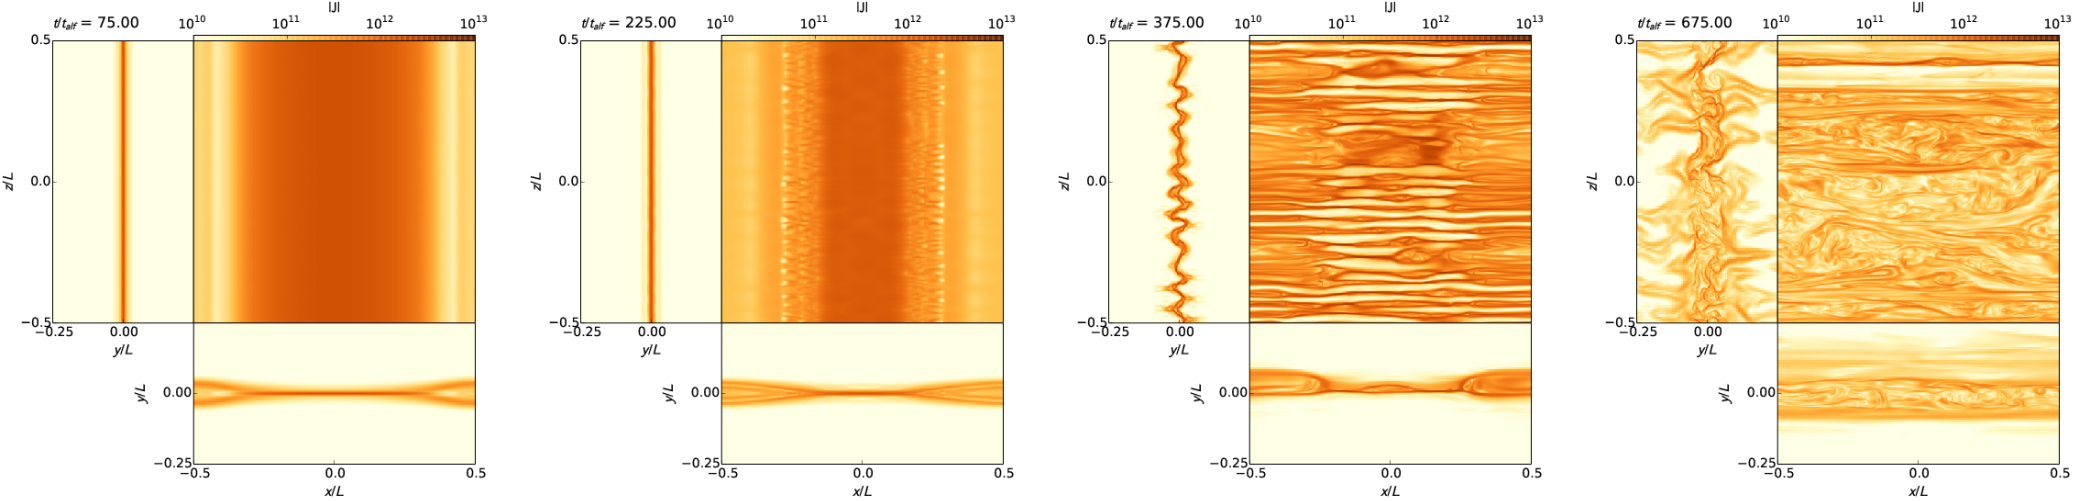 |J|
t/t_alf = 75.00
10^10 10^11 10^12 10^13
0.5
z/L
0.0
−0.5
−0.25 0.00
y/L
y/L
0.00
−0.25
−0.5 0.0 0.5
x/L
|J|
t/t_alf = 225.00
10^10 10^11 10^12 10^13
0.5
z/L
0.0
−0.5
−0.25 0.00
y/L
y/L
0.00
−0.25
−0.5 0.0 0.5
x/L
|J|
t/t_alf = 375.00
10^10 10^11 10^12 10^13
0.5
z/L
0.0
−0.5
−0.25 0.00
y/L
y/L
0.00
−0.25
−0.5 0.0 0.5
x/L
|J|
t/t_alf = 675.00
10^10 10^11 10^12 10^13
0.5
z/L
0.0
−0.5
−0.25 0.00
y/L
y/L
0.00
−0.25
−0.5 0.0 0.5
x/L